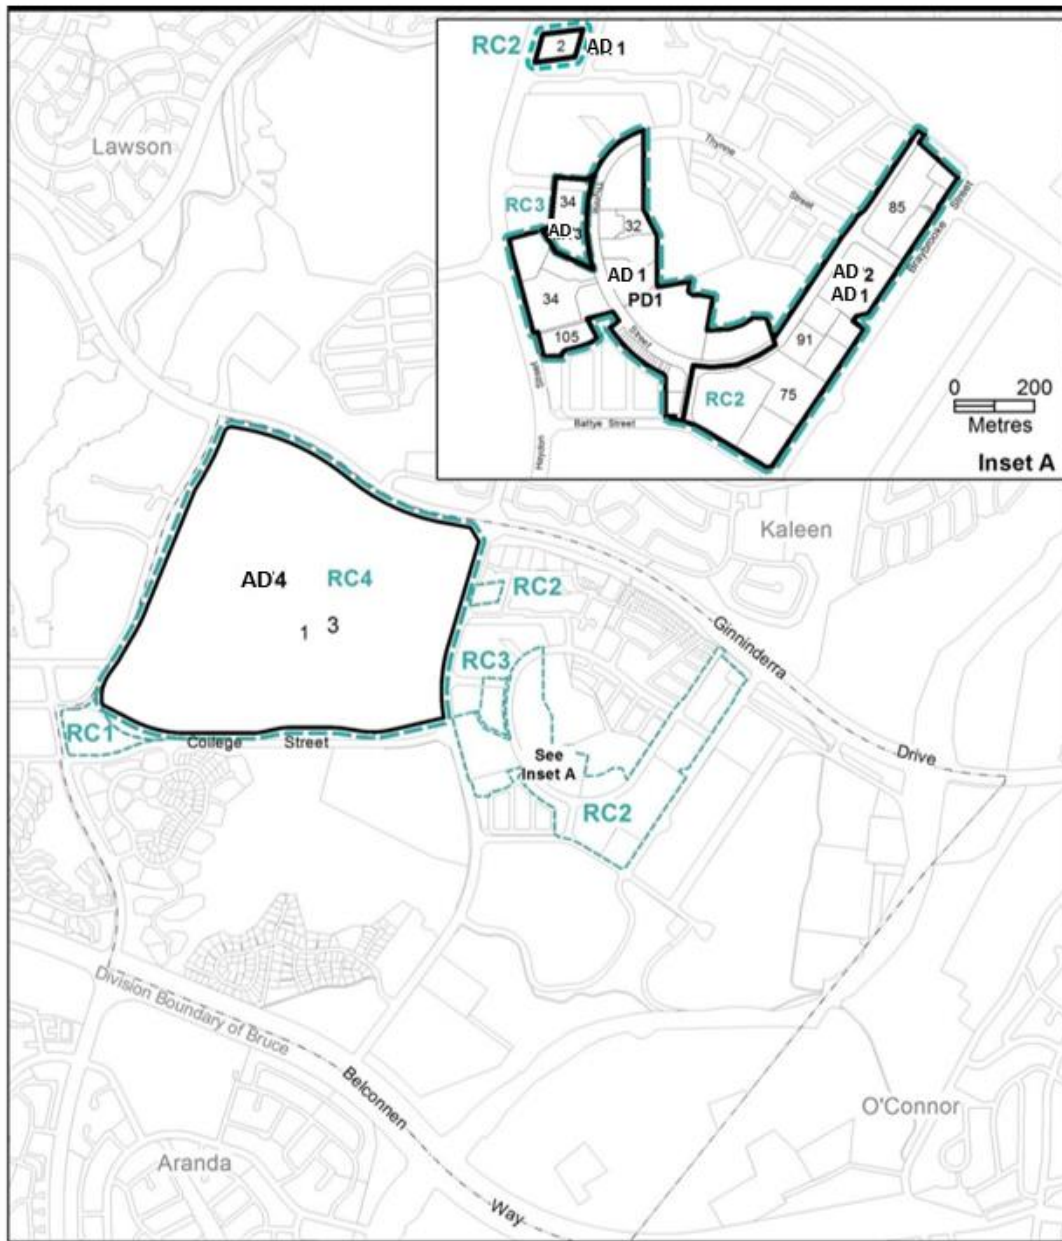 RC2
2
AD 1
Lawson
Thynne
Street
RC3
34
AD 3
Thynne
32
85
Street
Braybrooke
AD 2
AD 1
AD 1
PD1
34
105
Street
91
75
RC2
Street
Battye Street
Haydon
0 200
Metres
Inset A
Kaleen
AD4
RC4
1
3
RC2
RC3
Ginninderra
Drive
RC1
College Street
See
Inset A
RC2
Division Boundary of Bruce
Belconnen
Way
O'Connor
Aranda